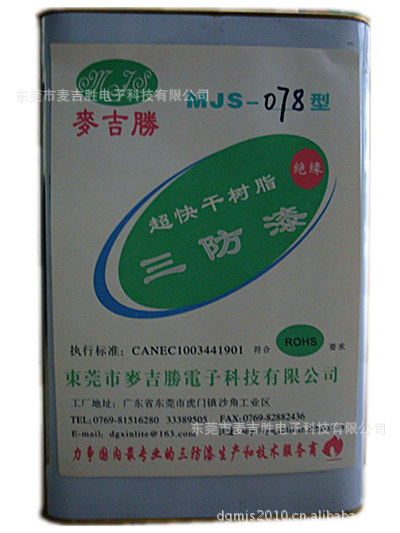 MJS
东莞市麦吉胜电子科技有限公司
MJS-078型
麥吉勝
绝缘
超快干树脂
三防漆
执行标准：CANEC1003441901 符合 ROHS 要求
東莞市麥吉勝電子科技有限公司
工厂地址：广东省东莞市虎门镇沙角工业区
TEL:0769-81516280 33389505 FAX:0769-82882436
东莞市麦吉胜电子科技有限公司
E-mail: dgxinlite@163.com
力争国内最专业的三防漆生产和技术服务商
dgmjs2010.cn.alibaba.com